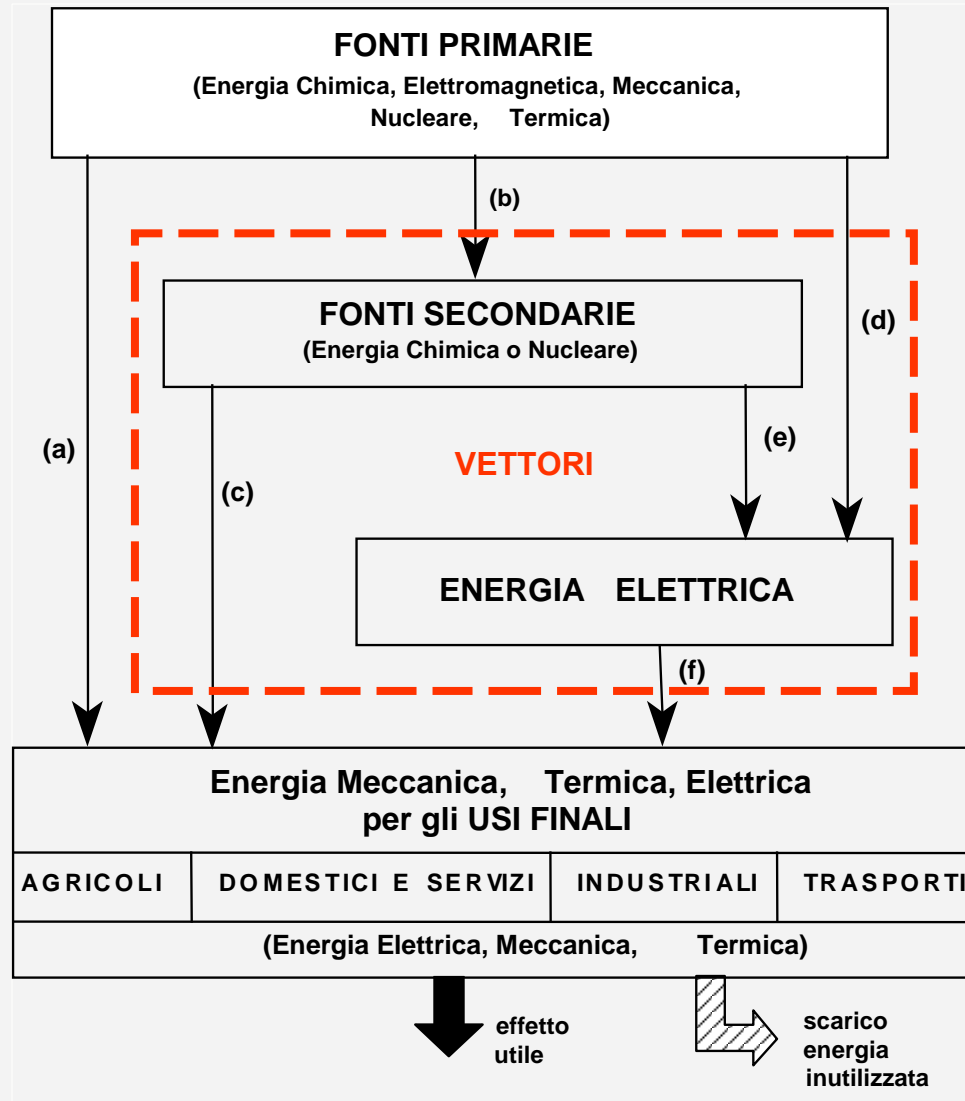 FONTI PRIMARIE
(Energia Chimica, Elettromagnetica, Meccanica,
Nucleare, Termica)
(b)
(d)
FONTI SECONDARIE
(Energia Chimica o Nucleare)
(a)
(e)
VETTORI
(c)
ENERGIA ELETTRICA
(f)
Energia Meccanica, Termica, Elettrica
per gli USI FINALI
AGRICOLI DOMESTICI E SERVIZI INDUSTRIALI TRASPORTI
(Energia Elettrica, Meccanica, Termica)
effetto
utile
scarico
energia
inutilizzata